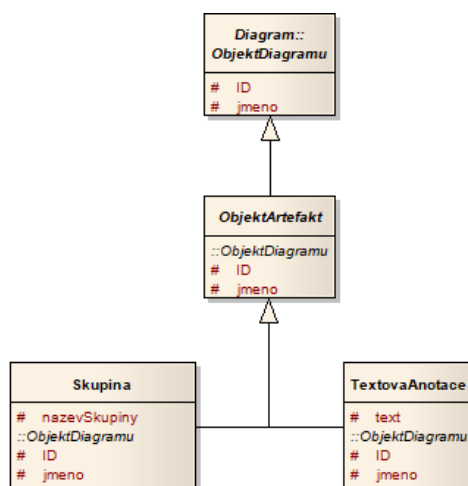 Diagram::
ObjektDiagramu
# ID
# jmeno
ObjektArtefakt
::ObjektDiagramu
# ID
# jmeno
Skupina
# nazevSkupiny
::ObjektDiagramu
# ID
# jmeno
TextovaAnotace
# text
::ObjektDiagramu
# ID
# jmeno